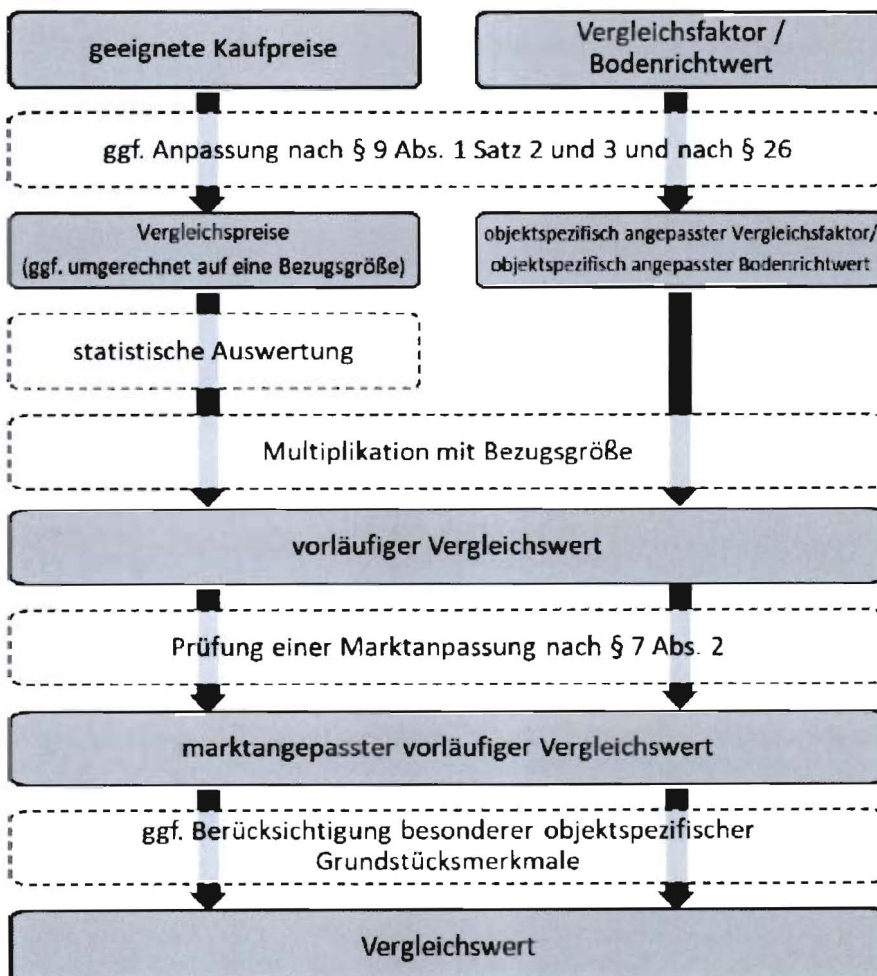 geeignete Kaufpreise
Vergleichsfaktor /
Bodenrichtwert
ggf. Anpassung nach § 9 Abs. 1 Satz 2 und 3 und nach § 26
Vergleichspreise
(ggf. umgerechnet auf eine Bezugsgröße)
objektspezifisch angepasster Vergleichsfaktor/
objektspezifisch angepasster Bodenrichtwert
statistische Auswertung
Multiplikation mit Bezugsgröße
vorläufiger Vergleichswert
Prüfung einer Marktanpassung nach § 7 Abs. 2
marktangepasster vorläufiger Vergleichswert
ggf. Berücksichtigung besonderer objektspezifischer
Grundstücksmerkmale
Vergleichswert